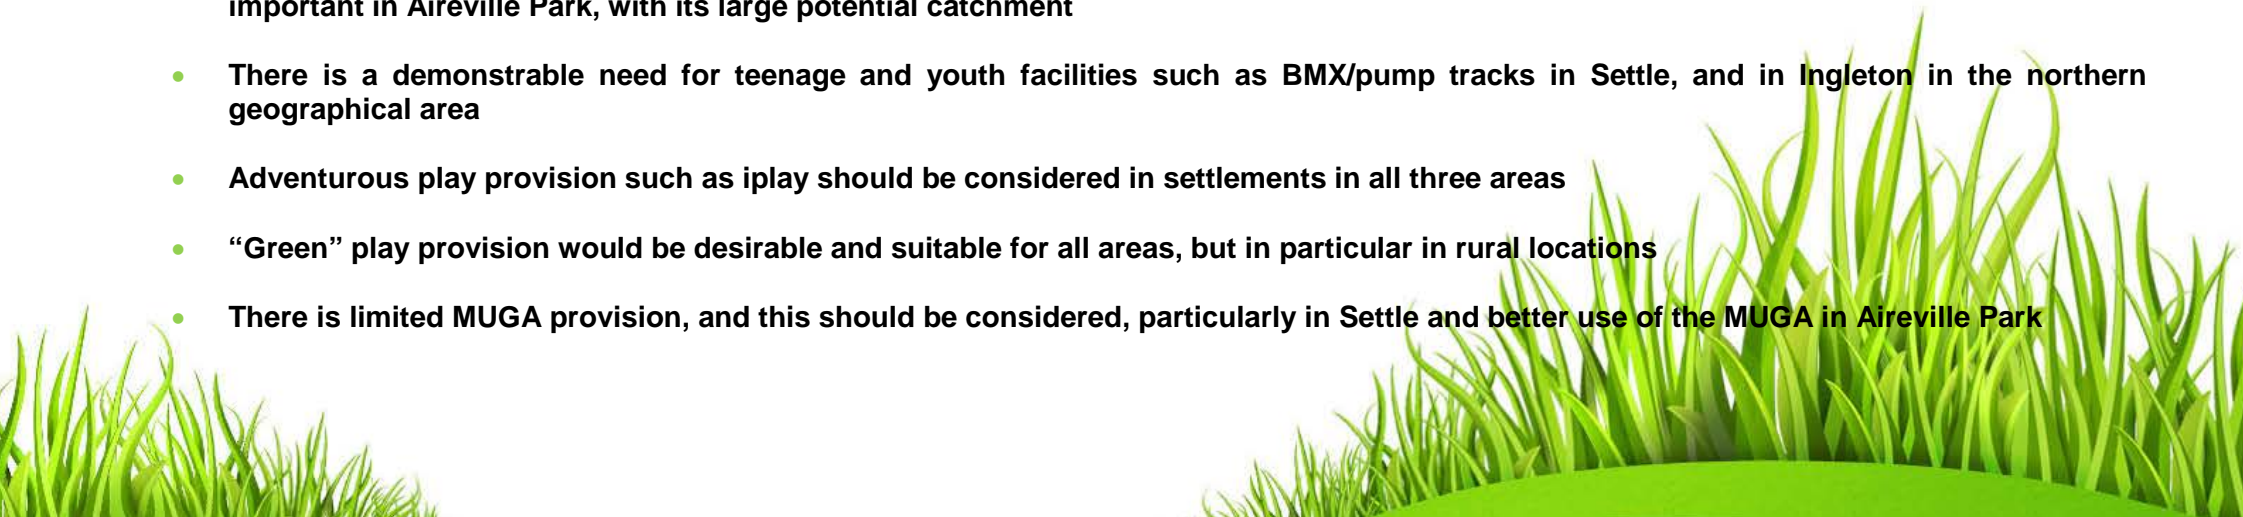 important in Aireville Park, with its large potential catchment
• There is a demonstrable need for teenage and youth facilities such as BMX/pump tracks in Settle, and in Ingleton in the northern
geographical area
• Adventurous play provision such as iplay should be considered in settlements in all three areas
• “Green” play provision would be desirable and suitable for all areas, but in particular in rural locations
• There is limited MUGA provision, and this should be considered, particularly in Settle and better use of the MUGA in Aireville Park